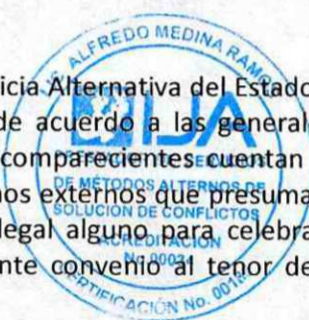 ALFREDO MEDINA RAMO
icia Alternativa del Estado
IJA
de acuerdo a las general
comparecientes cuentan
DE MÉTODOS ALTERNOS DE
nos externos que presuma
SOLUCIÓN DE CONFLICTOS
legal alguno para celebra
ACREDITACIÓN
nte convenio al tenor de
CERTIFICACIÓN No.